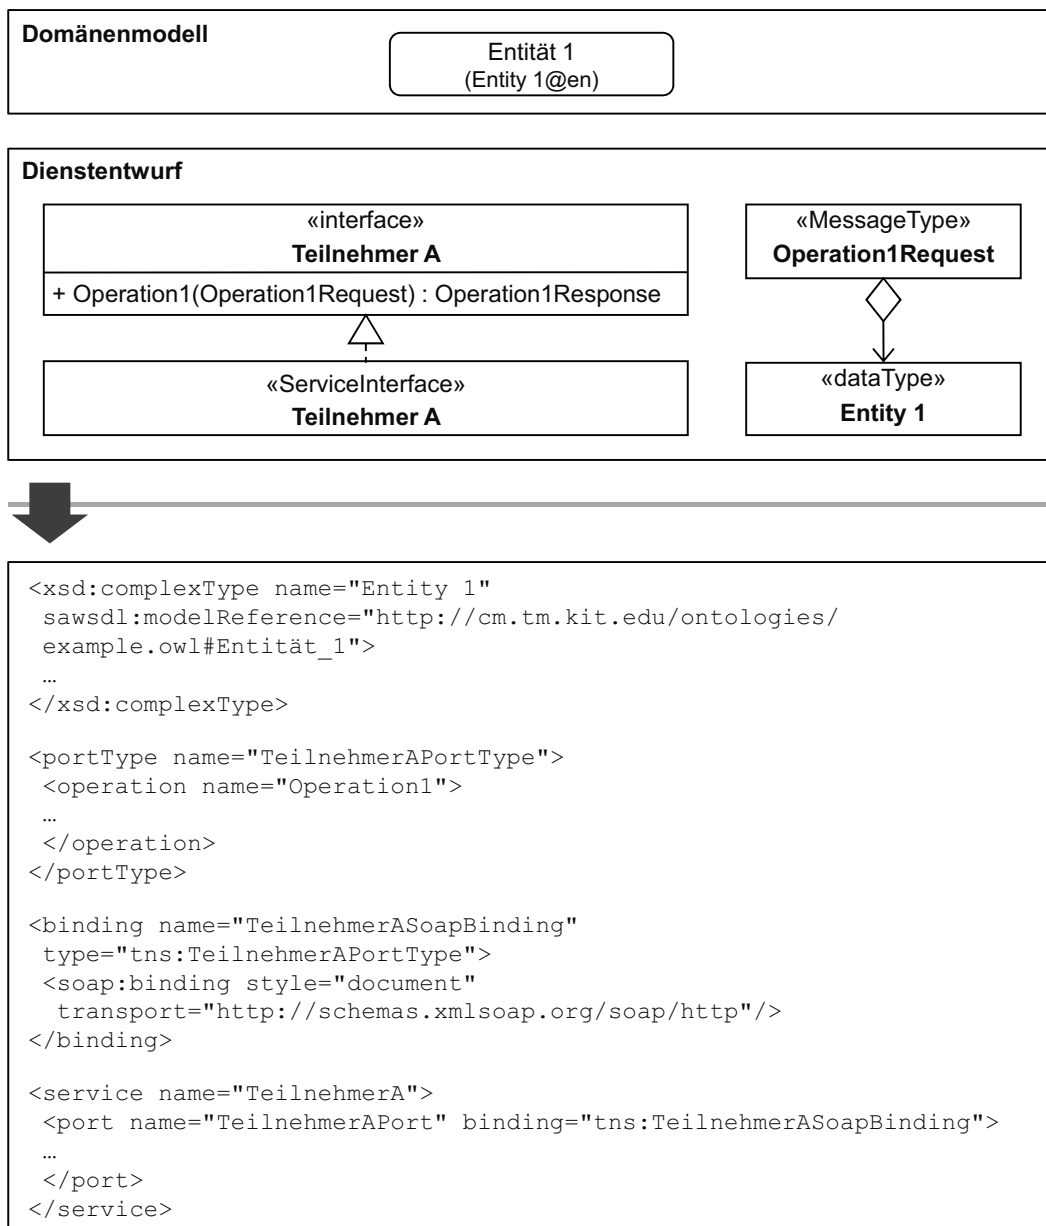 Domänenmodell
Entität 1
(Entity 1@en)
Dienstentwurf
«interface»
Teilnehmer A
+ Operation1(Operation1Request) : Operation1Response
«ServiceInterface»
Teilnehmer A
«MessageType»
Operation1Request
«dataType»
Entity 1
<xsd:complexType name="Entity 1"
sawsdl:modelReference="http://cm.tm.kit.edu/ontologies/
example.owl#Entität_1">
…
</xsd:complexType>
<portType name="TeilnehmerAPortType">
<operation name="Operation1">
…
</operation>
</portType>
<binding name="TeilnehmerASoapBinding"
type="tns:TeilnehmerAPortType">
<soap:binding style="document"
transport="http://schemas.xmlsoap.org/soap/http"/>
</binding>
<service name="TeilnehmerA">
<port name="TeilnehmerAPort" binding="tns:TeilnehmerASoapBinding">
…
</port>
</service>